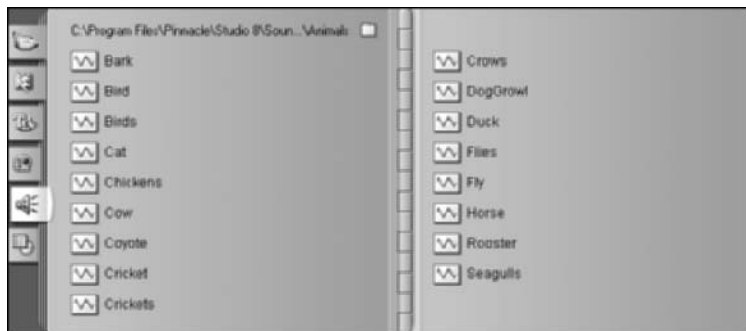 C:\Program Files\Pinnacle\Studio 8\Soun...\Animals
Bark
Bird
Birds
Cat
Chickens
Cow
Coyote
Cricket
Crickets
Crows
DogGrowl
Duck
Flies
Fly
Horse
Rooster
Seagulls